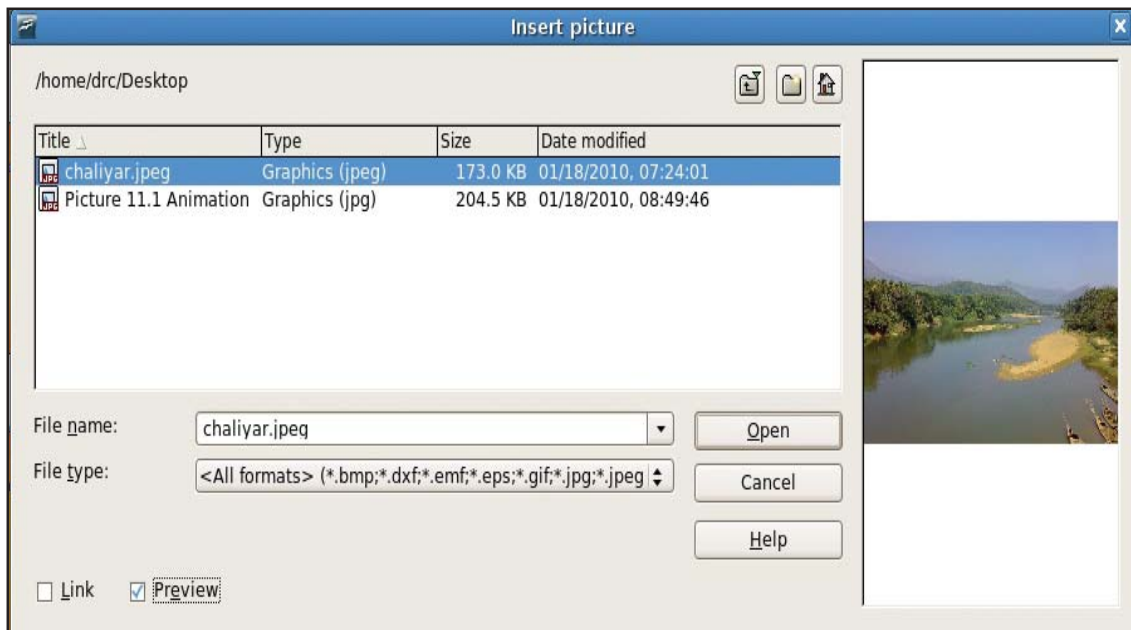 Insert picture
/home/drc/Desktop
Title Type Size Date modified
chaliyar.jpeg Graphics (jpeg) 173.0 KB 01/18/2010, 07:24:01
Picture 11.1 Animation Graphics (jpg) 204.5 KB 01/18/2010, 08:49:46
File name: chaliyar.jpeg Open
File type: <All formats> (*.bmp;*.dxf;*.emf;*.eps;*.gif;*.jpg;*.jpeg Cancel
Help
Link Preview